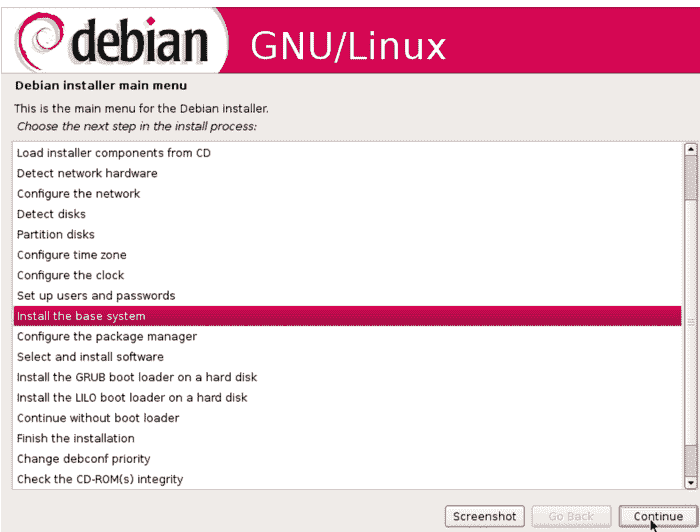 debian GNU/Linux
Debian installer main menu
This is the main menu for the Debian installer.
Choose the next step in the install process:
Load installer components from CD
Detect network hardware
Configure the network
Detect disks
Partition disks
Configure time zone
Configure the clock
Set up users and passwords
Install the base system
Configure the package manager
Select and install software
Install the GRUB boot loader on a hard disk
Install the LILO boot loader on a hard disk
Continue without boot loader
Finish the installation
Change debconf priority
Check the CD-ROM(s) integrity
Screenshot Go Back Continue